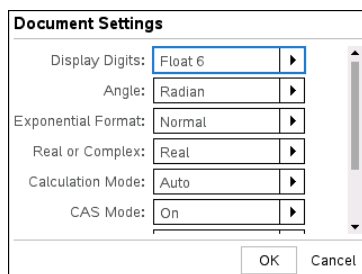 Document Settings
Display Digits: Float 6
Angle: Radian
Exponential Format: Normal
Real or Complex: Real
Calculation Mode: Auto
CAS Mode: On
OK Cancel